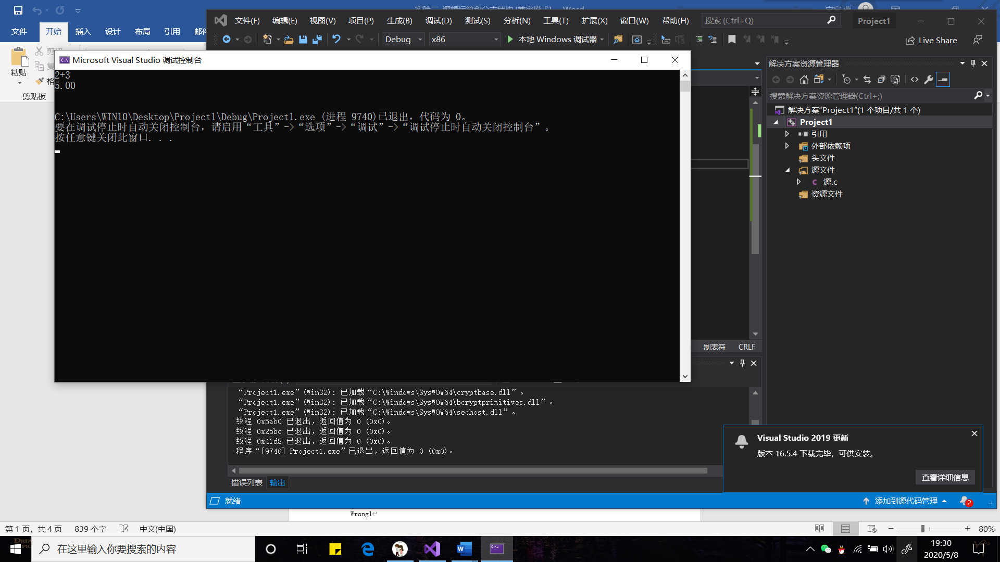 实验二 逻辑运算和分支结构 [兼容模式] - Word
文件 开始 插入 设计 布局 引用
粘贴
剪贴板
文件(F) 编辑(E) 视图(V) 项目(P) 生成(B) 调试(D) 测试(S) 分析(N) 工具(T) 扩展(X) 窗口(W) 帮助(H) 搜索 (Ctrl+Q) Project1
Debug x86 本地 Windows 调试器 Live Share
Microsoft Visual Studio 调试控制台
2+3
5.00
C:\Users\WIN10\Desktop\Project1\Debug\Project1.exe (进程 9740)已退出，代码为 0。
要在调试停止时自动关闭控制台，请启用“工具”->“选项”->“调试”->“调试停止时自动关闭控制台”。
按任意键关闭此窗口. . .
解决方案资源管理器
搜索解决方案资源管理器(Ctrl+;)
解决方案“Project1”(1 个项目/共 1 个)
Project1
引用
外部依赖项
头文件
源文件
源.c
资源文件
制表符 CRLF
“Project1.exe”(Win32): 已加载“C:\Windows\SysWOW64\cryptbase.dll”。
“Project1.exe”(Win32): 已加载“C:\Windows\SysWOW64\bcryptprimitives.dll”。
“Project1.exe”(Win32): 已加载“C:\Windows\SysWOW64\sechost.dll”。
线程 0x5ab0 已退出，返回值为 0 (0x0)。
线程 0x25bc 已退出，返回值为 0 (0x0)。
线程 0x41d8 已退出，返回值为 0 (0x0)。
程序“[9740] Project1.exe”已退出，返回值为 0 (0x0)。
错误列表 输出
Visual Studio 2019 更新
版本 16.5.4 下载完毕，可供安装。
查看详细信息
就绪 添加到源代码管理 2
Wrong1
第 1 页，共 4 页 839 个字 中文(中国) 80%
在这里输入你要搜索的内容
19:30
2020/5/8